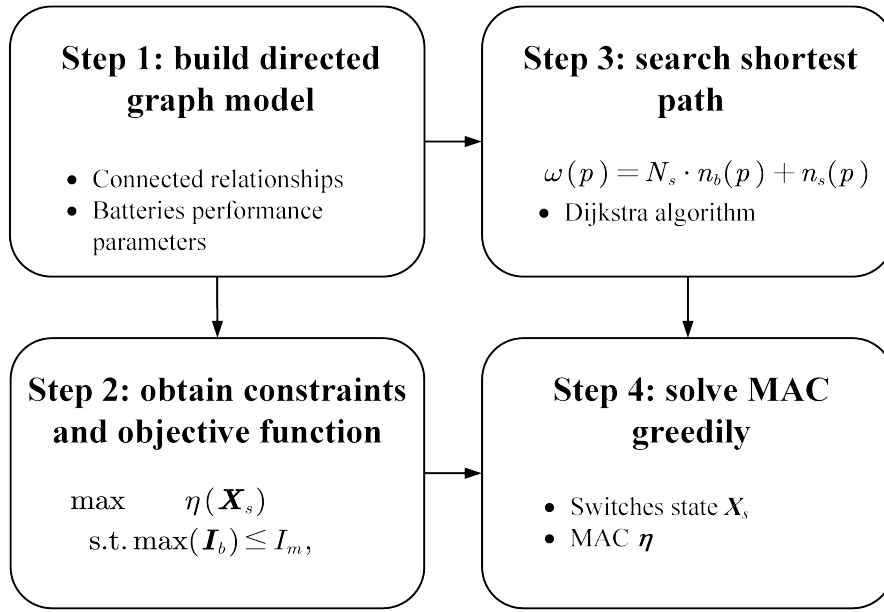 Step 1: build directed
graph model
• Connected relationships
• Batteries performance
parameters
Step 2: obtain constraints
and objective function
max η(X_s)
s.t. max(I_b) ≤ I_m,
Step 3: search shortest
path
ω(p) = N_s · n_b(p) + n_s(p)
• Dijkstra algorithm
Step 4: solve MAC
greedily
• Switches state X_s
• MAC η